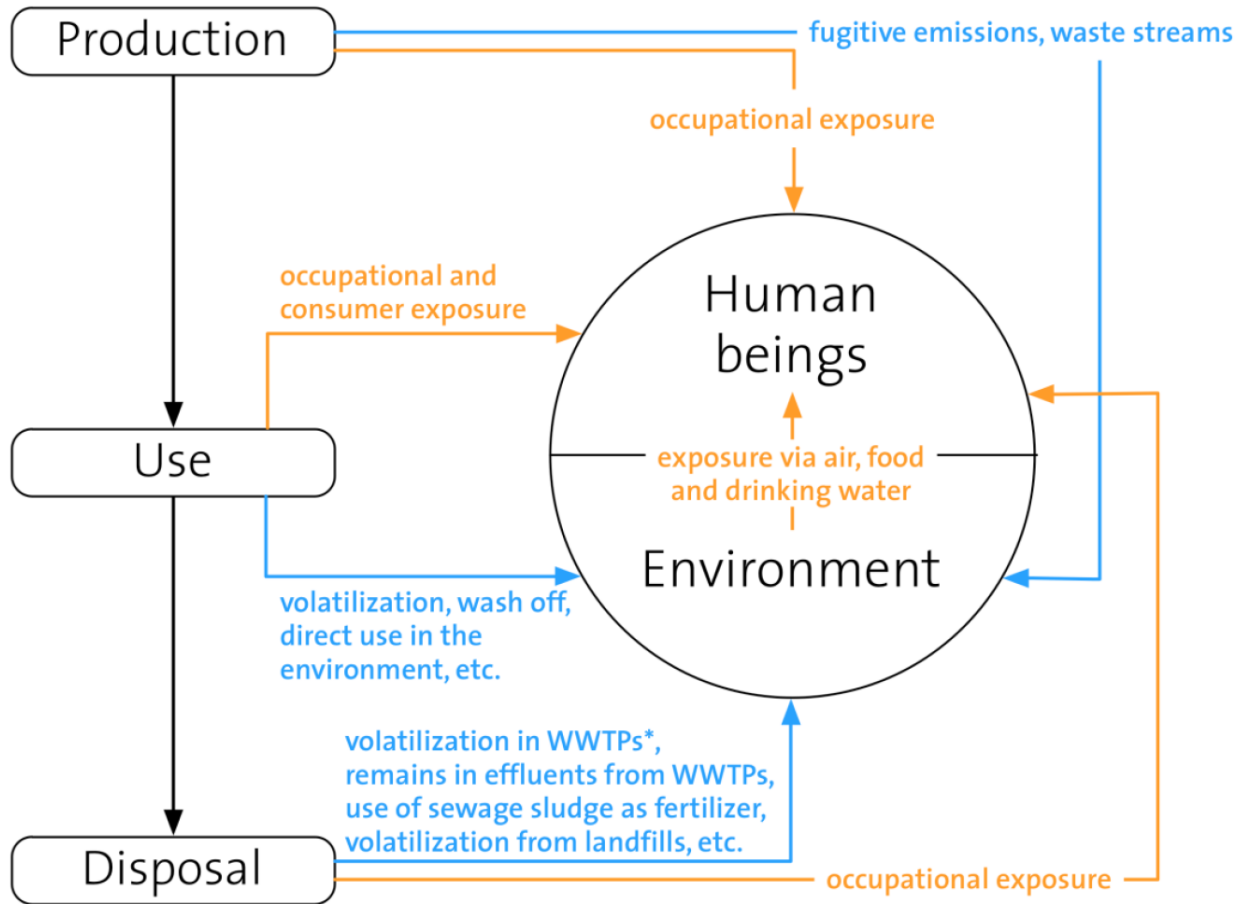 Production
fugitive emissions, waste streams
occupational exposure
occupational and
consumer exposure
Human
beings
Use
exposure via air, food
and drinking water
Environment
volatilization, wash off,
direct use in the
environment, etc.
volatilization in WWTPs*,
remains in effluents from WWTPs,
use of sewage sludge as fertilizer,
volatilization from landfills, etc.
Disposal
occupational exposure